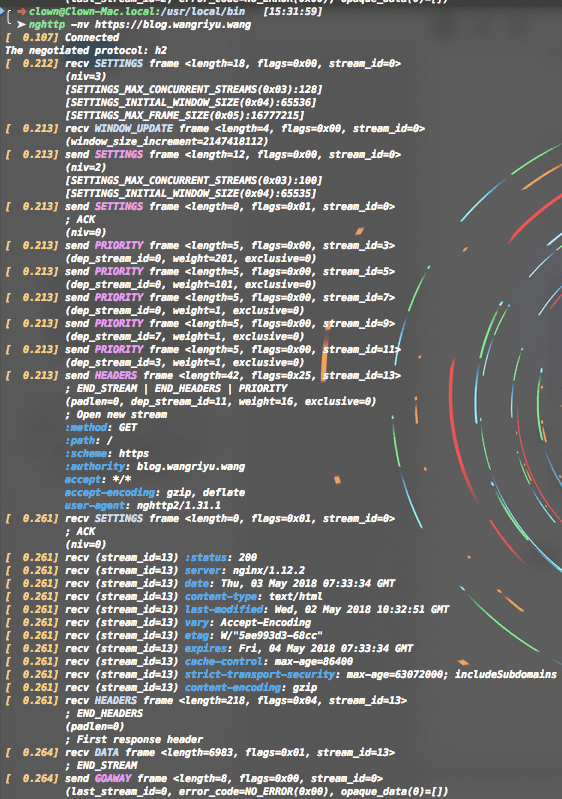 (last_stream_id=2, error_code=NO_ERROR(0x00), opaque_data(0)=[])
clown@Clown-Mac.local:/usr/local/bin [15:31:59]
nghttp -nv https://blog.wangriyu.wang
[ 0.107] Connected
The negotiated protocol: h2
[ 0.212] recv SETTINGS frame <length=18, flags=0x00, stream_id=0>
(niv=3)
[SETTINGS_MAX_CONCURRENT_STREAMS(0x03):128]
[SETTINGS_INITIAL_WINDOW_SIZE(0x04):65536]
[SETTINGS_MAX_FRAME_SIZE(0x05):16777215]
[ 0.213] recv WINDOW_UPDATE frame <length=4, flags=0x00, stream_id=0>
(window_size_increment=2147418112)
[ 0.213] send SETTINGS frame <length=12, flags=0x00, stream_id=0>
(niv=2)
[SETTINGS_MAX_CONCURRENT_STREAMS(0x03):100]
[SETTINGS_INITIAL_WINDOW_SIZE(0x04):65535]
[ 0.213] send SETTINGS frame <length=0, flags=0x01, stream_id=0>
; ACK
(niv=0)
[ 0.213] send PRIORITY frame <length=5, flags=0x00, stream_id=3>
(dep_stream_id=0, weight=201, exclusive=0)
[ 0.213] send PRIORITY frame <length=5, flags=0x00, stream_id=5>
(dep_stream_id=0, weight=101, exclusive=0)
[ 0.213] send PRIORITY frame <length=5, flags=0x00, stream_id=7>
(dep_stream_id=0, weight=1, exclusive=0)
[ 0.213] send PRIORITY frame <length=5, flags=0x00, stream_id=9>
(dep_stream_id=7, weight=1, exclusive=0)
[ 0.213] send PRIORITY frame <length=5, flags=0x00, stream_id=11>
(dep_stream_id=3, weight=1, exclusive=0)
[ 0.213] send HEADERS frame <length=42, flags=0x25, stream_id=13>
; END_STREAM | END_HEADERS | PRIORITY
(padlen=0, dep_stream_id=11, weight=16, exclusive=0)
; Open new stream
:method: GET
:path: /
:scheme: https
:authority: blog.wangriyu.wang
accept: */*
accept-encoding: gzip, deflate
user-agent: nghttp2/1.31.1
[ 0.261] recv SETTINGS frame <length=0, flags=0x01, stream_id=0>
; ACK
(niv=0)
[ 0.261] recv (stream_id=13) :status: 200
[ 0.261] recv (stream_id=13) server: nginx/1.12.2
[ 0.261] recv (stream_id=13) date: Thu, 03 May 2018 07:33:34 GMT
[ 0.261] recv (stream_id=13) content-type: text/html
[ 0.261] recv (stream_id=13) last-modified: Wed, 02 May 2018 10:32:51 GMT
[ 0.261] recv (stream_id=13) vary: Accept-Encoding
[ 0.261] recv (stream_id=13) etag: W/"5ae993d3-68cc"
[ 0.261] recv (stream_id=13) expires: Fri, 04 May 2018 07:33:34 GMT
[ 0.261] recv (stream_id=13) cache-control: max-age=86400
[ 0.261] recv (stream_id=13) strict-transport-security: max-age=63072000; includeSubdomains
[ 0.261] recv (stream_id=13) content-encoding: gzip
[ 0.261] recv HEADERS frame <length=218, flags=0x04, stream_id=13>
; END_HEADERS
(padlen=0)
; First response header
[ 0.264] recv DATA frame <length=6983, flags=0x01, stream_id=13>
; END_STREAM
[ 0.264] send GOAWAY frame <length=8, flags=0x00, stream_id=0>
(last_stream_id=0, error_code=NO_ERROR(0x00), opaque_data(0)=[])